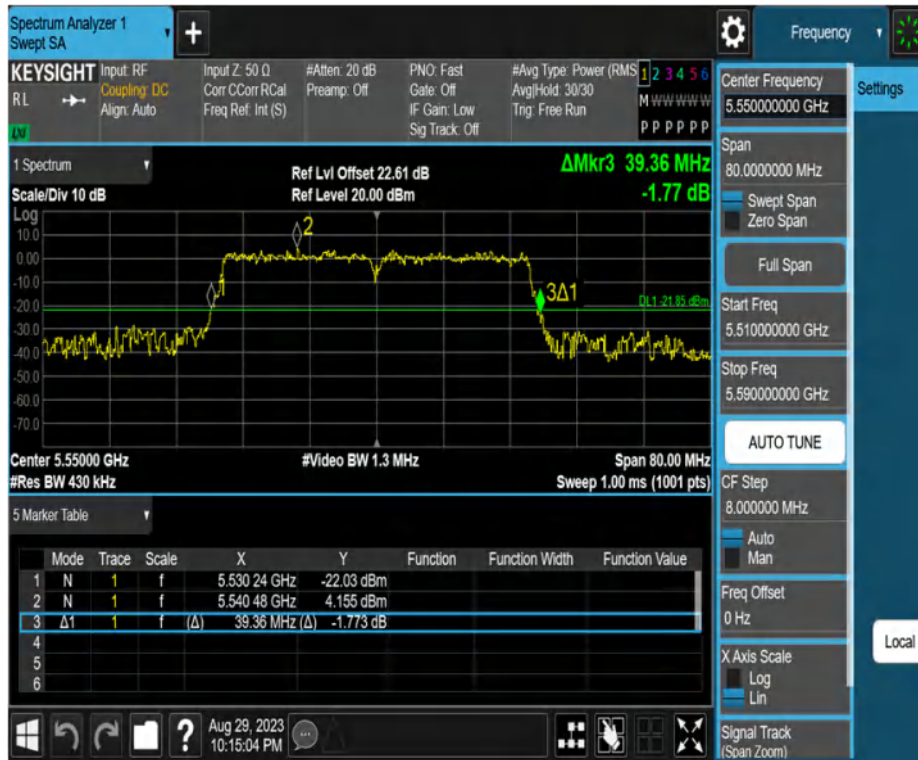 Spectrum Analyzer 1
Swept SA
Frequency
KEYSIGHT
RL
LXI
Input: RF
Coupling: DC
Align: Auto
Input Z: 50 Ω
Corr CCorr RCal
Freq Ref: Int (S)
#Atten: 20 dB
Preamp: Off
PNO: Fast
Gate: Off
IF Gain: Low
Sig Track: Off
#Avg Type: Power (RMS
Avg|Hold: 30/30
Trig: Free Run
1 2 3 4 5 6
M W W W W W
P P P P P P
1 Spectrum
Scale/Div 10 dB
Ref Lvl Offset 22.61 dB
Ref Level 20.00 dBm
ΔMkr3 39.36 MHz
-1.77 dB
Log
10.0
0.00
-10.0
-20.0
-30.0
-40.0
-50.0
-60.0
-70.0
2
3Δ1
DL1 -21.85 dBm
Center 5.55000 GHz
#Video BW 1.3 MHz
Span 80.00 MHz
#Res BW 430 kHz
Sweep 1.00 ms (1001 pts)
5 Marker Table
Mode Trace Scale X Y Function Function Width Function Value
1 N 1 f 5.530 24 GHz -22.03 dBm
2 N 1 f 5.540 48 GHz 4.155 dBm
3 Δ1 1 f (Δ) 39.36 MHz (Δ) -1.773 dB
4
5
6
?
Aug 29, 2023
10:15:04 PM
Center Frequency
5.550000000 GHz
Span
80.0000000 MHz
Swept Span
Zero Span
Full Span
Start Freq
5.510000000 GHz
Stop Freq
5.590000000 GHz
AUTO TUNE
CF Step
8.000000 MHz
Auto
Man
Freq Offset
0 Hz
X Axis Scale
Log
Lin
Signal Track
(Span Zoom)
Settings
Local